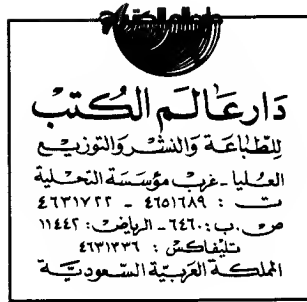 دار عالم الكتب
للطباعة والنشر والتوزيع
العليا - غرب مؤسسة التحلية
ت : ٤٦٥١٦٨٩ - ٤٦٣١٧٢٢
ص . ب : ٦٤٦٠ - الرياض : ١١٤٤٢
تليفاكس : ٤٦٣١٣٣٦
المملكة العربية السعودية